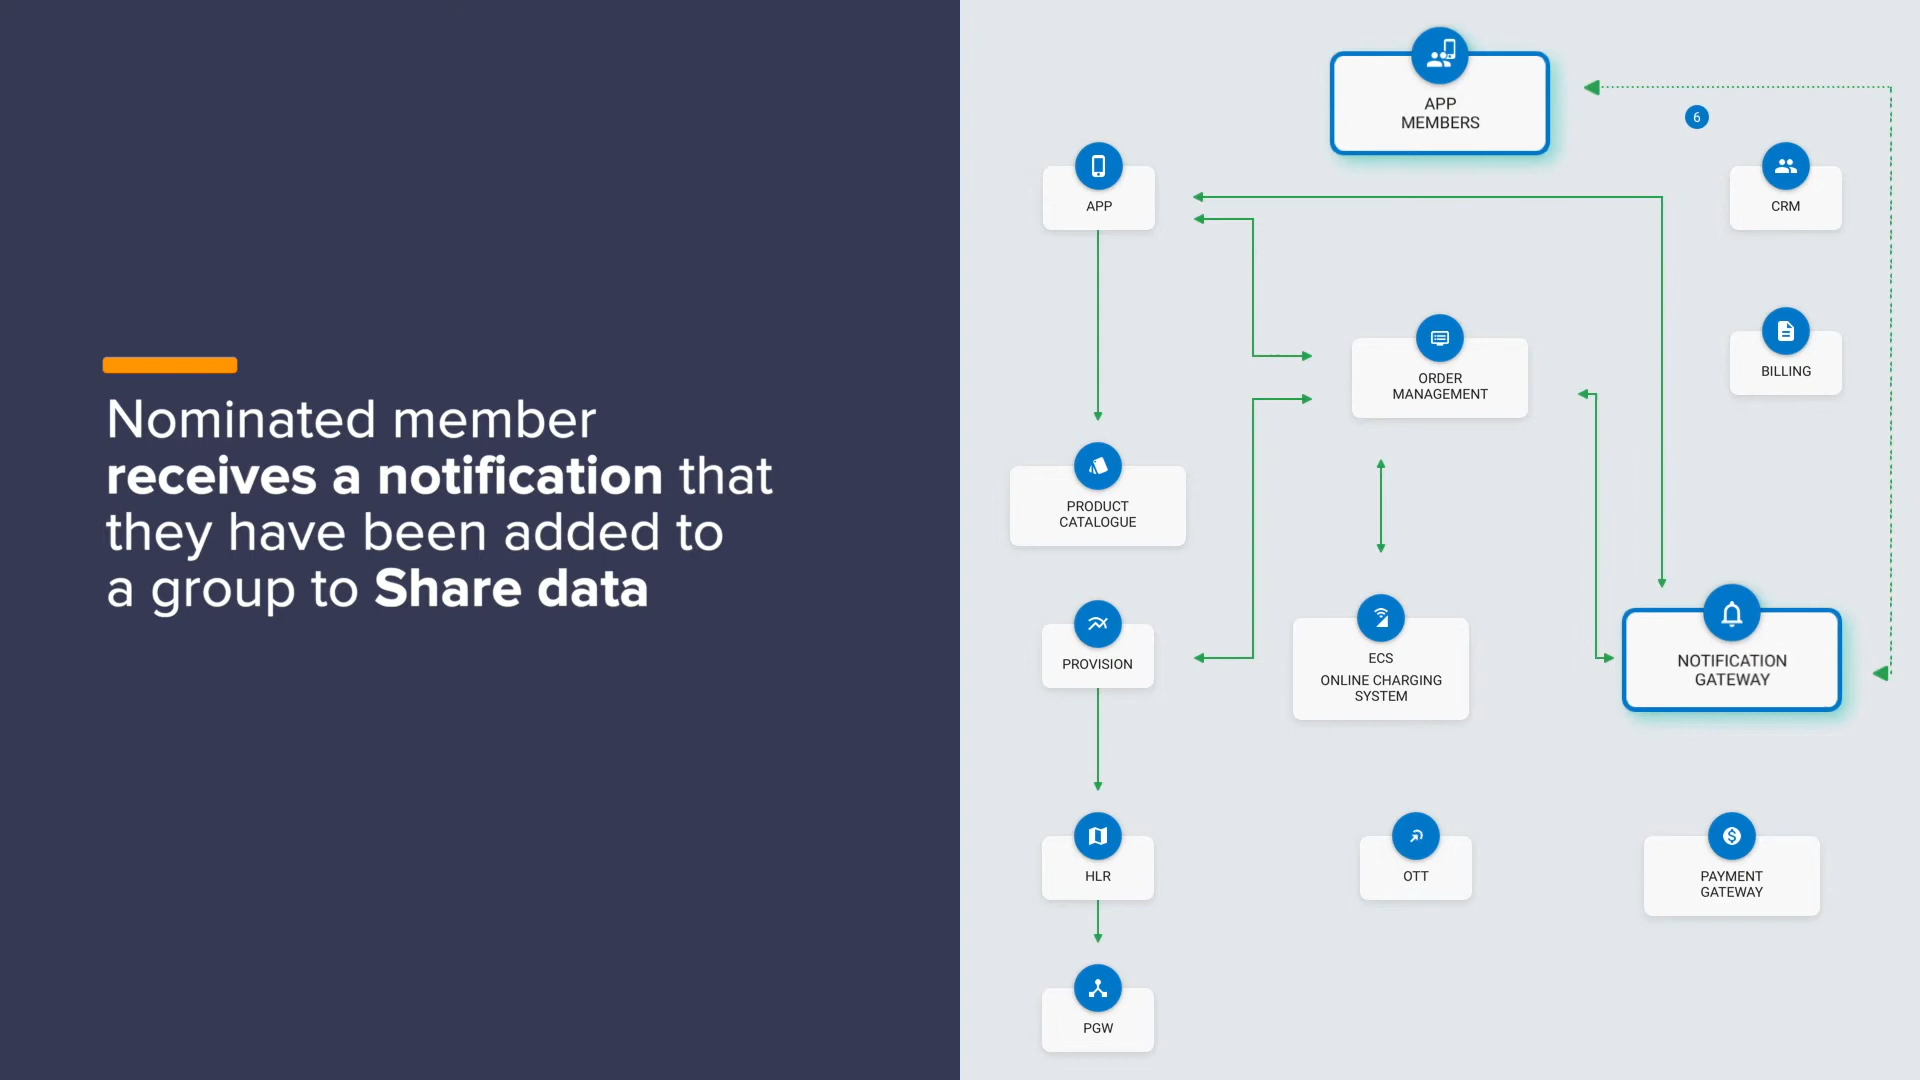 Nominated member
receives a notification that
they have been added to
a group to Share data
APP
MEMBERS
6
APP
CRM
ORDER
MANAGEMENT
BILLING
PRODUCT
CATALOGUE
PROVISION
ECS
ONLINE CHARGING
SYSTEM
NOTIFICATION
GATEWAY
HLR
OTT
PAYMENT
GATEWAY
PGW